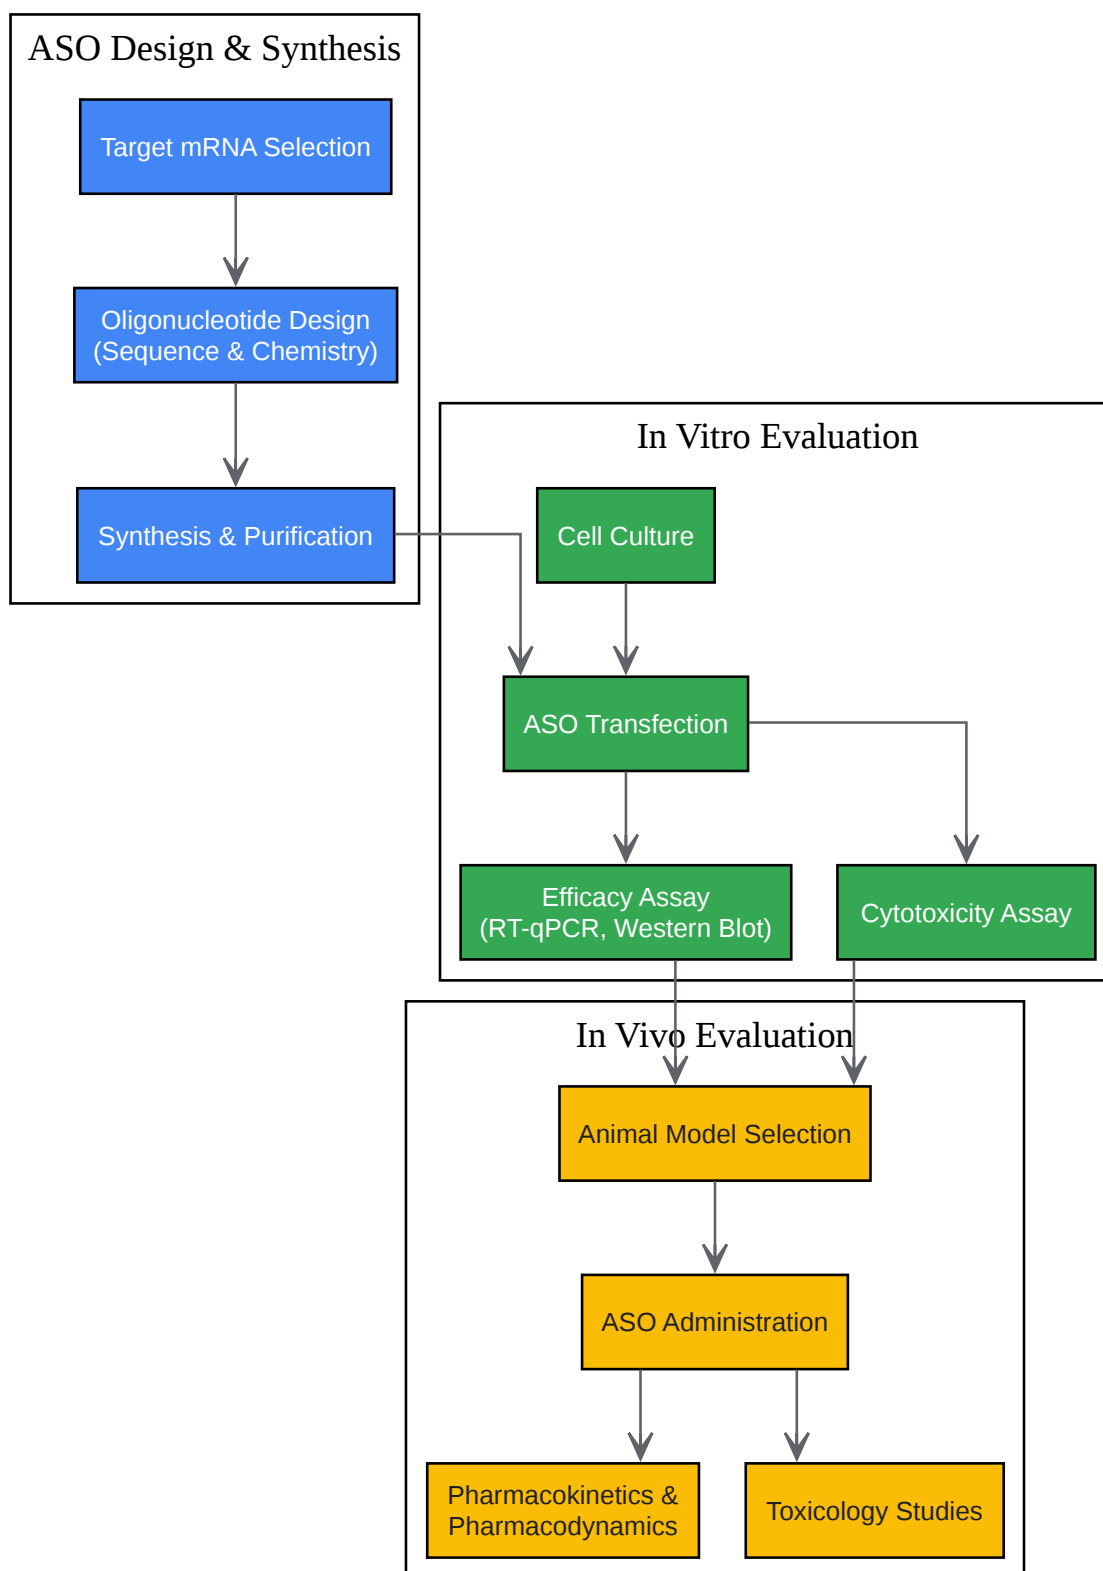 ASO Design & Synthesis
Target mRNA Selection
Oligonucleotide Design
(Sequence & Chemistry)
Synthesis & Purification
In Vitro Evaluation
Cell Culture
ASO Transfection
Efficacy Assay
(RT-qPCR, Western Blot)
Cytotoxicity Assay
In Vivo Evaluation
Animal Model Selection
ASO Administration
Pharmacokinetics &
Pharmacodynamics
Toxicology Studies